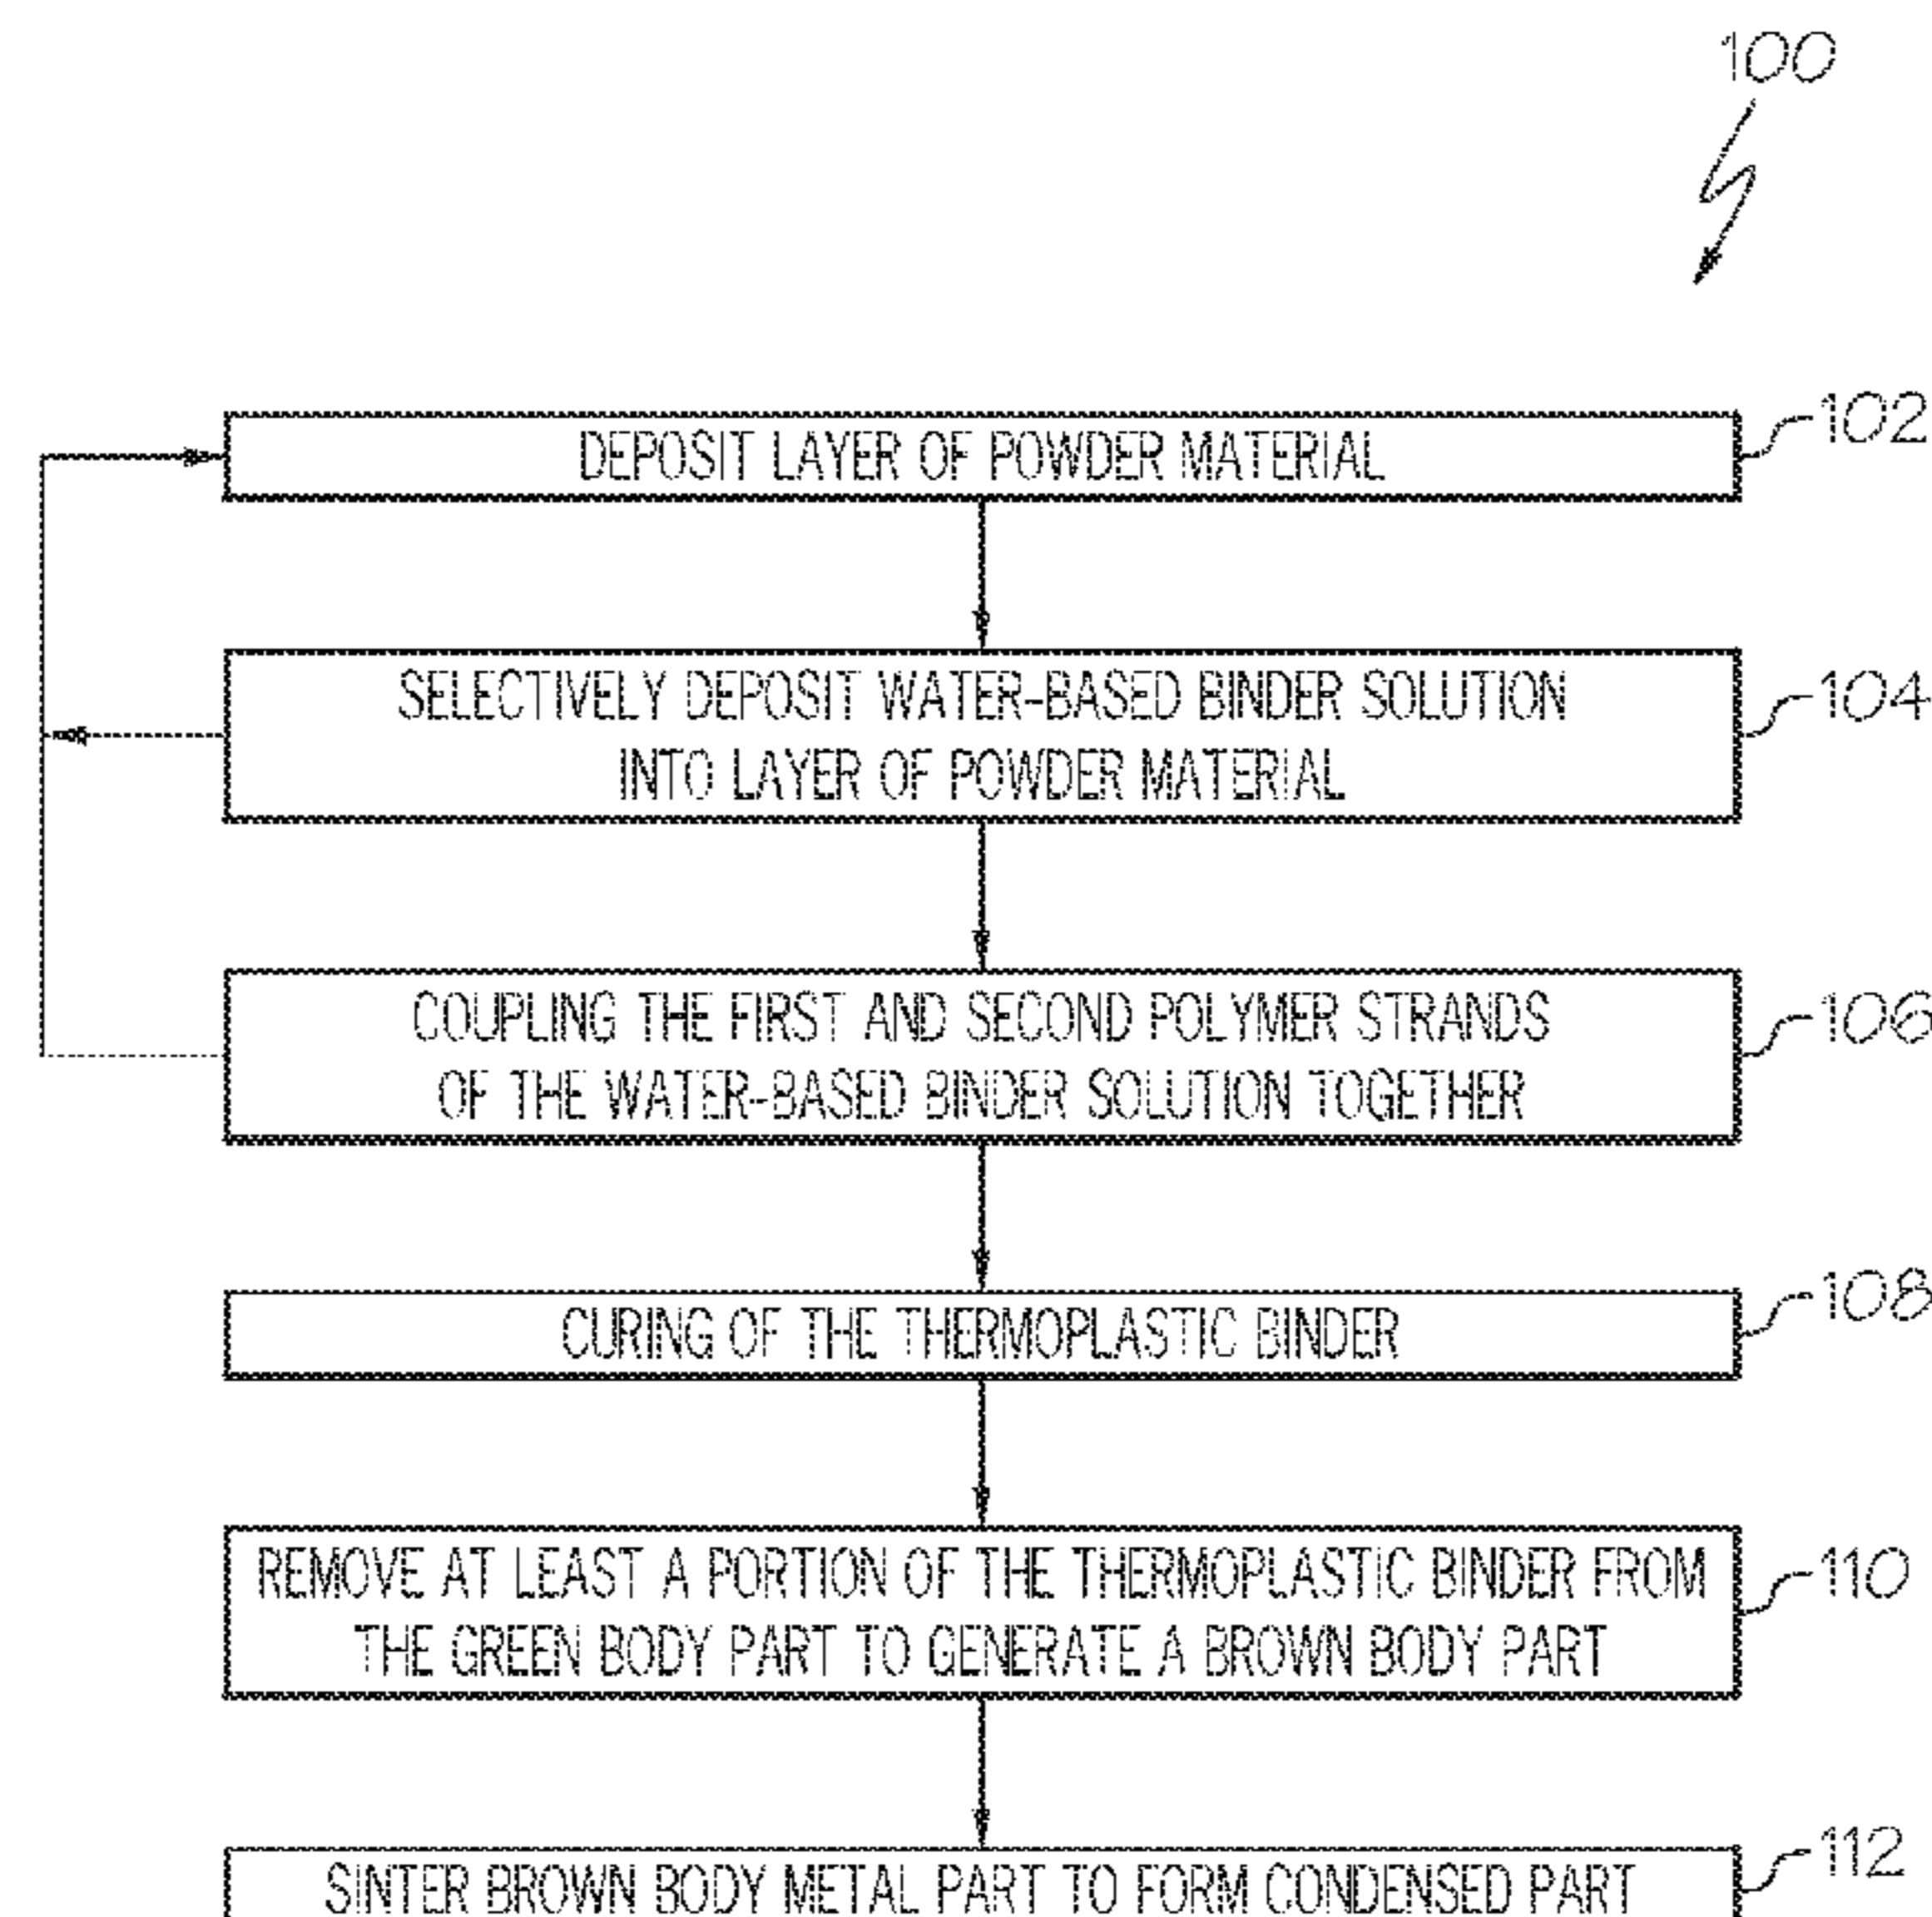 100
DEPOSIT LAYER OF POWDER MATERIAL
102
SELECTIVELY DEPOSIT WATER-BASED BINDER SOLUTION
INTO LAYER OF POWDER MATERIAL
104
COUPLING THE FIRST AND SECOND POLYMER STRANDS
OF THE WATER-BASED BINDER SOLUTION TOGETHER
106
CURING OF THE THERMOPLASTIC BINDER
108
REMOVE AT LEAST A PORTION OF THE THERMOPLASTIC BINDER FROM
THE GREEN BODY PART TO GENERATE A BROWN BODY PART
110
SINTER BROWN BODY METAL PART TO FORM CONDENSED PART
112